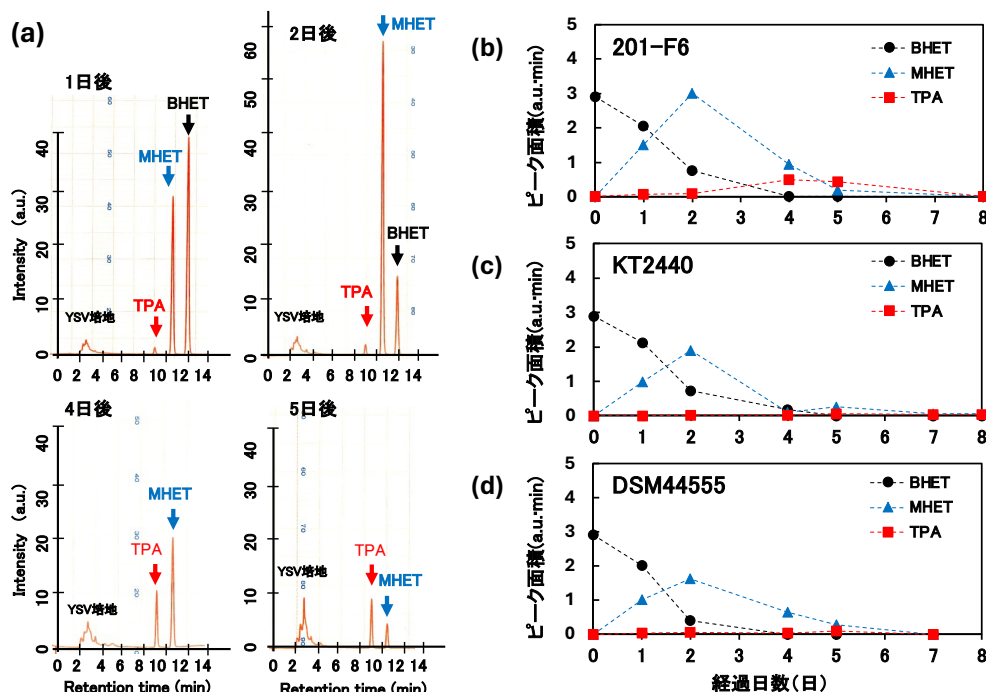 (a)
1日後
BHET
MHET
TPA
YSV培地
Intensity (a.u.)
40
30
20
10
0
0 2 4 6 8 10 12 14
2日後
MHET
BHET
TPA
YSV培地
60
50
40
30
20
10
0
0 2 4 6 8 10 12 14
4日後
MHET
TPA
YSV培地
Intensity (a.u.)
40
30
20
10
0
0 2 4 6 8 10 12 14
Retention time (min)
5日後
TPA
MHET
YSV培地
40
30
20
10
0
0 2 4 6 8 10 12 14
Retention time (min)
(b)
201-F6
BHET
MHET
TPA
ピーク面積(a.u.·min)
5
4
3
2
1
0
0 1 2 3 4 5 6 7 8
(c)
KT2440
BHET
MHET
TPA
ピーク面積(a.u.·min)
5
4
3
2
1
0
0 1 2 3 4 5 6 7 8
(d)
DSM44555
BHET
MHET
TPA
ピーク面積(a.u.·min)
5
4
3
2
1
0
0 1 2 3 4 5 6 7 8
経過日数(日)